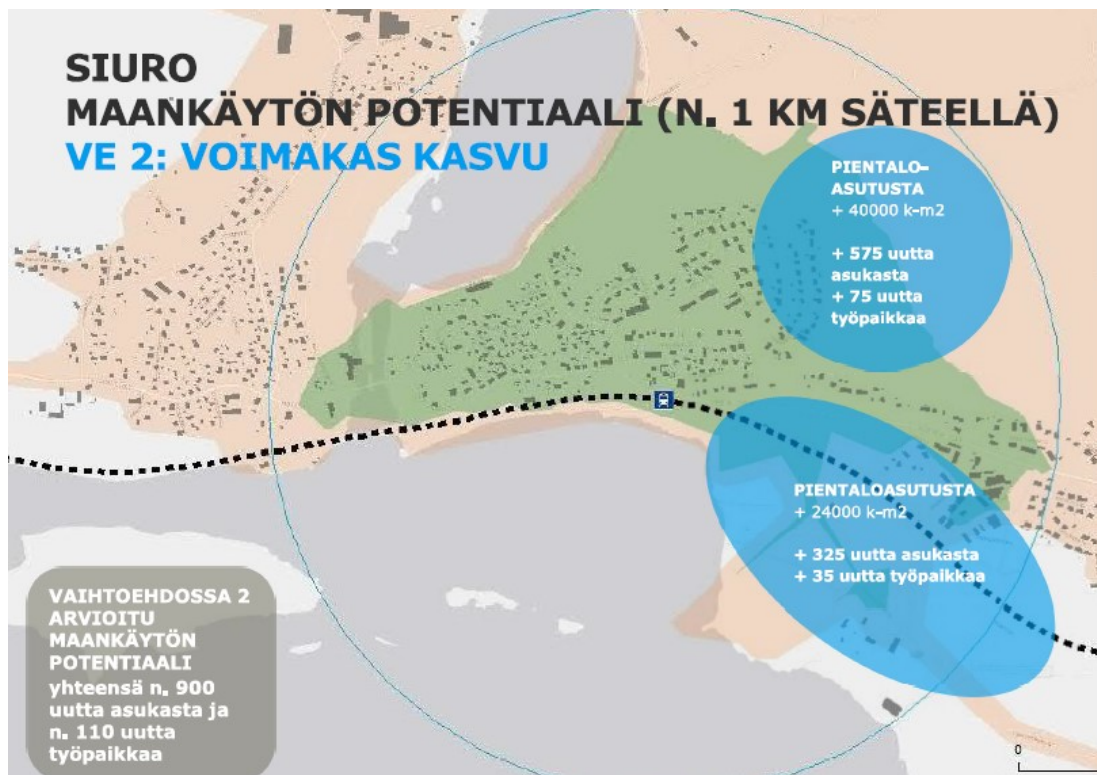 SIURO
MAANKÄYTÖN POTENTIAALI (N. 1 KM SÄTEELLÄ)
VE 2: VOIMAKAS KASVU
PIENTALO-
ASUTUSTA
+ 40000 k-m2
+ 575 uutta
asukasta
+ 75 uutta
työpaikkaa
PIENTALOASUTUSTA
+ 24000 k-m2
+ 325 uutta asukasta
+ 35 uutta työpaikkaa
VAIHTOEHDOSSA 2
ARVIOITU
MAANKÄYTÖN
POTENTIAALI
yhteensä n. 900
uutta asukasta ja
n. 110 uutta
työpaikkaa
0